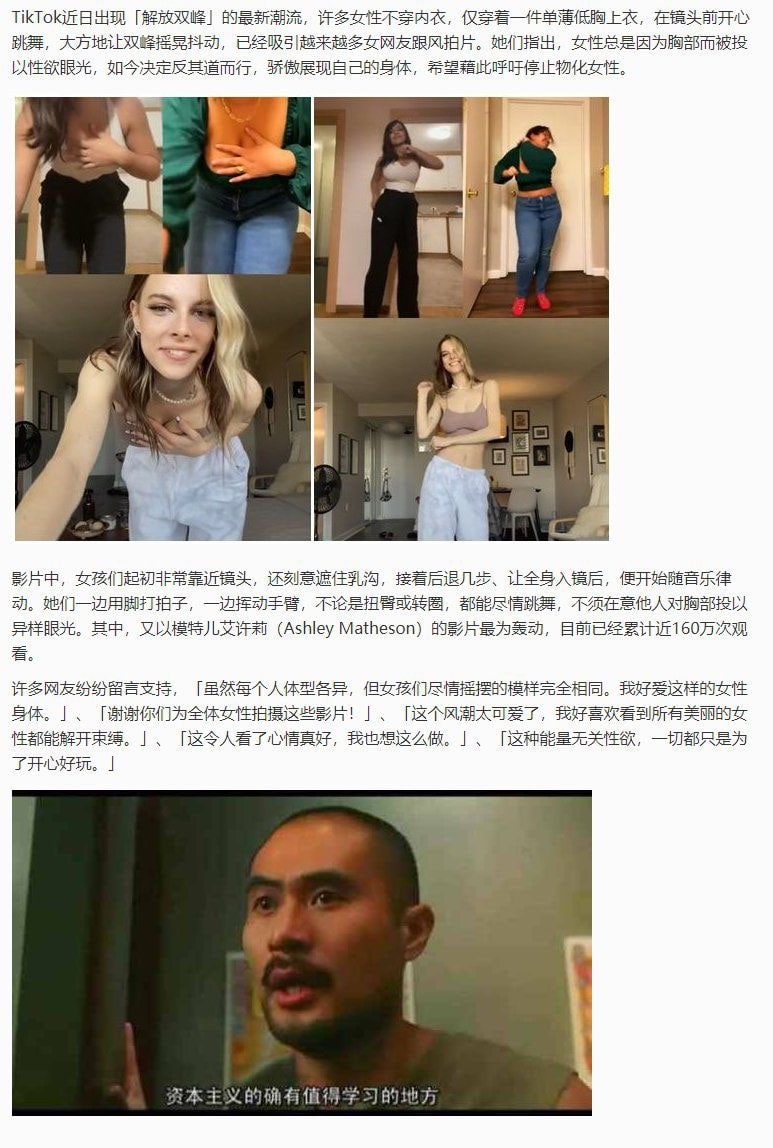 TikTok近日出现「解放双峰」的最新潮流，许多女性不穿内衣，仅穿着一件单薄低胸上衣，在镜头前开心
跳舞，大方地让双峰摇晃抖动，已经吸引越来越多女网友跟风拍片。她们指出，女性总是因为胸部而被投
以性欲眼光，如今决定反其道而行，骄傲展现自己的身体，希望藉此呼吁停止物化女性。
影片中，女孩们起初非常靠近镜头，还刻意遮住乳沟，接着后退几步、让全身入镜后，便开始随音乐律
动。她们一边用脚打拍子，一边挥动手臂，不论是扭臀或转圈，都能尽情跳舞，不须在意他人对胸部投以
异样眼光。其中，又以模特儿艾许莉（Ashley Matheson）的影片最为轰动，目前已经累计近160万次观
看。
许多网友纷纷留言支持，「虽然每个人体型各异，但女孩们尽情摇摆的模样完全相同。我好爱这样的女性
身体。」、「谢谢你们为全体女性拍摄这些影片！」、「这个风潮太可爱了，我好喜欢看到所有美丽的女
性都能解开束缚。」、「这令人看了心情真好，我也想这么做。」、「这种能量无关性欲，一切都只是为
了开心好玩。」
资本主义的确有值得学习的地方